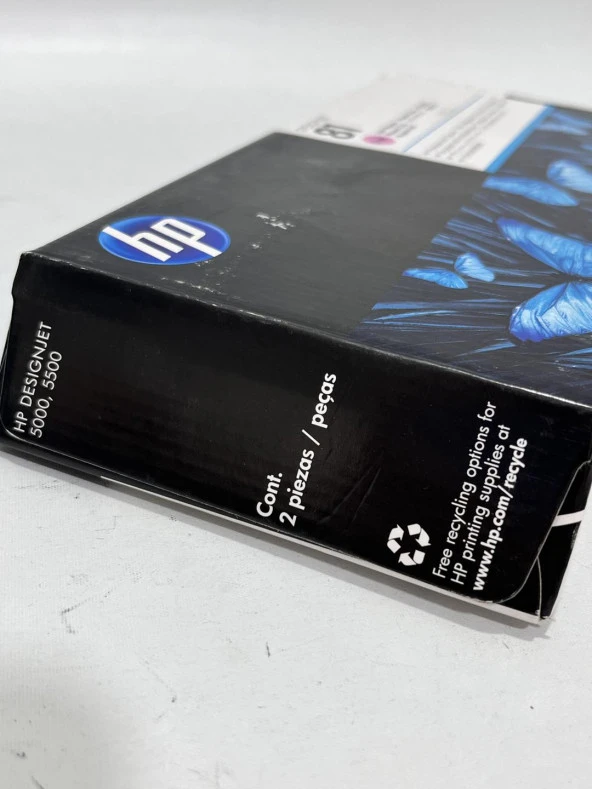 81
hp
HP DESIGNJET
5000, 5500
Cont.
2 piezas / peças
Free recycling options for
HP printing supplies at
www.hp.com/recycle